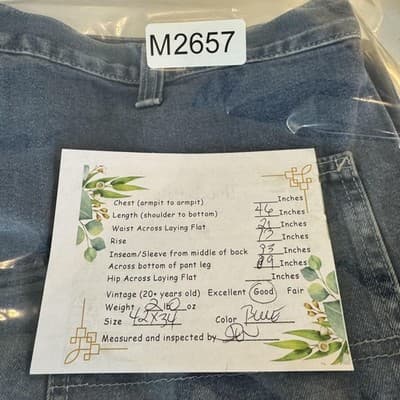 M2657
Chest (armpit to armpit) Inches
Length (shoulder to bottom) 46 Inches
Waist Across Laying Flat 21 Inches
Rise Inches
Inseam/Sleeve from middle of back 33 Inches
Across bottom of pant leg 9 Inches
Hip Across Laying Flat Inches
Vintage (20+ years old) Excellent Good Fair
Weight oz
Size 42x34 Color Blue
Measured and inspected by